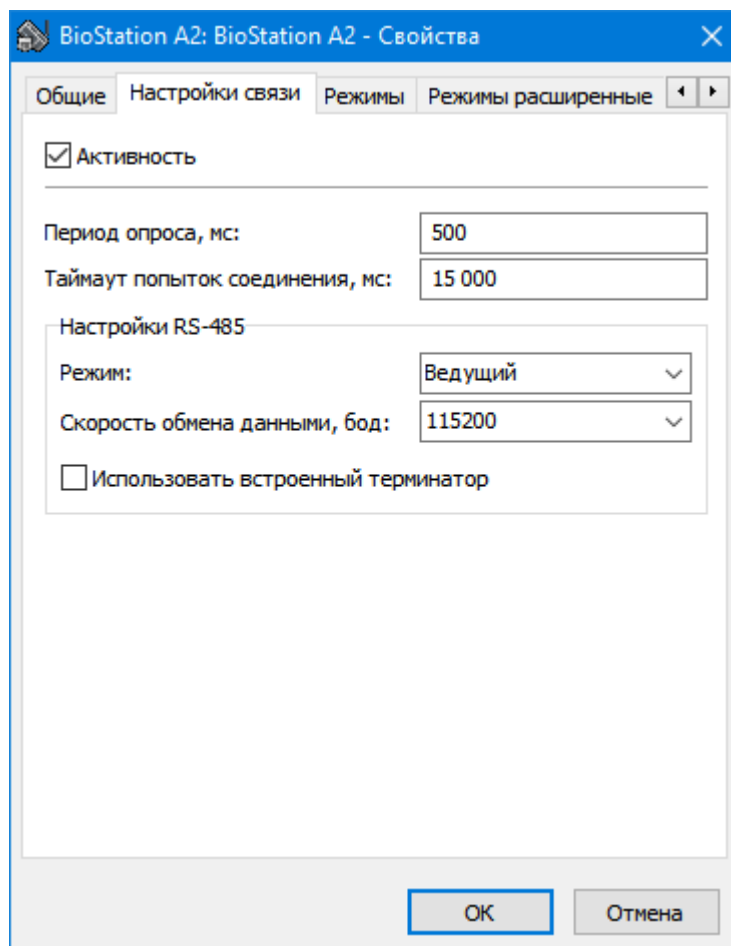 BioStation A2: BioStation A2 - Свойства
Общие Настройки связи Режимы Режимы расширенные
Активность
Период опроса, мс: 500
Таймаут попыток соединения, мс: 15 000
Настройки RS-485
Режим: Ведущий
Скорость обмена данными, бод: 115200
Использовать встроенный терминатор
ОК Отмена